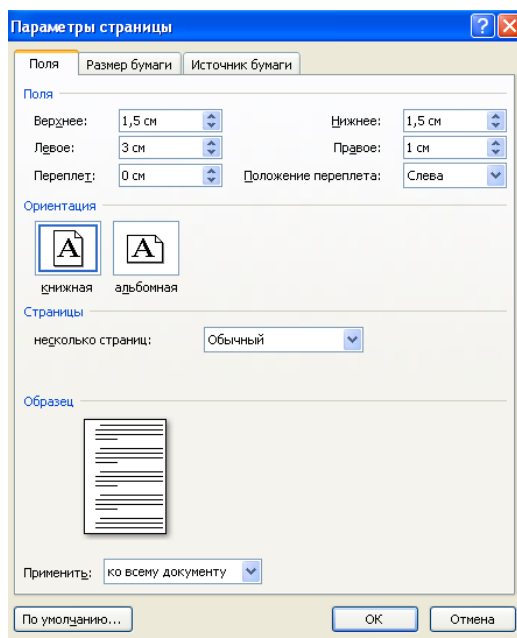 Параметры страницы
Поля Размер бумаги Источник бумаги
Поля
Верхнее: 1,5 см Нижнее: 1,5 см
Левое: 3 см Правое: 1 см
Переплет: 0 см Положение переплета: Слева
Ориентация
A A
книжная альбомная
Страницы
несколько страниц: Обычный
Образец
Применить: ко всему документу
По умолчанию... ОК Отмена